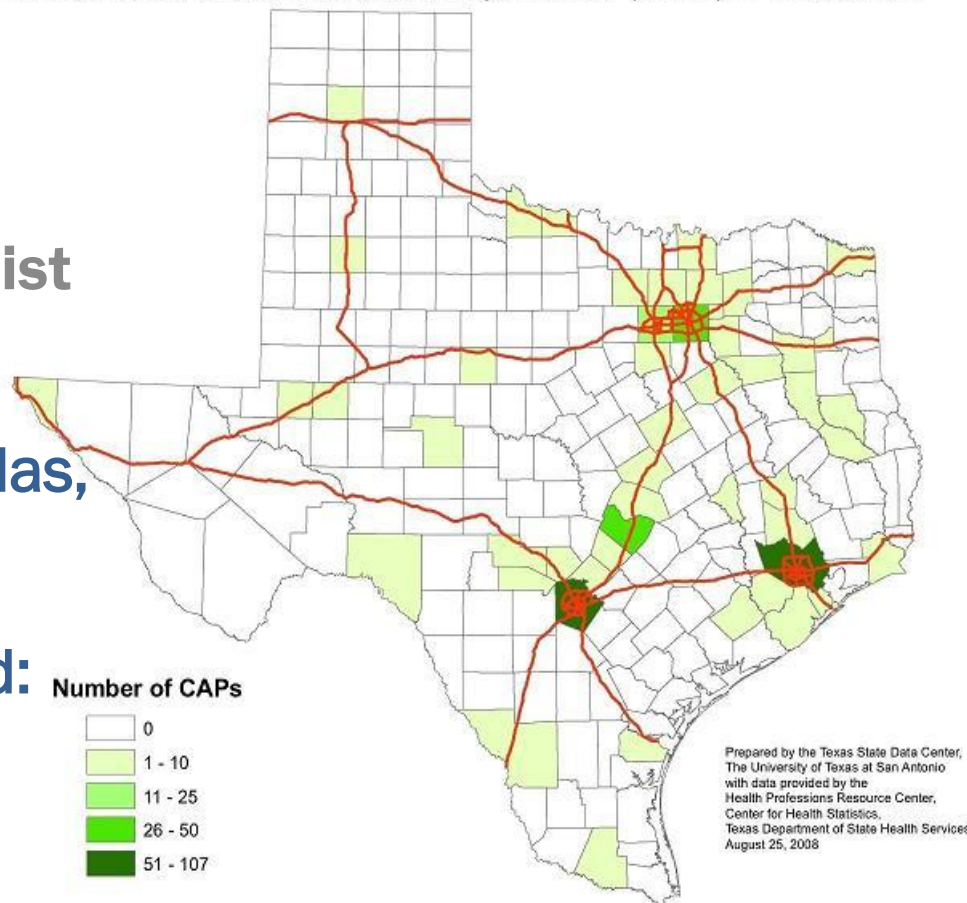 ist
las,
d:
Number of CAPs
0
1 - 10
11 - 25
26 - 50
51 - 107
Prepared by the Texas State Data Center,
The University of Texas at San Antonio
with data provided by the
Health Professions Resource Center,
Center for Health Statistics,
Texas Department of State Health Services
August 25, 2008